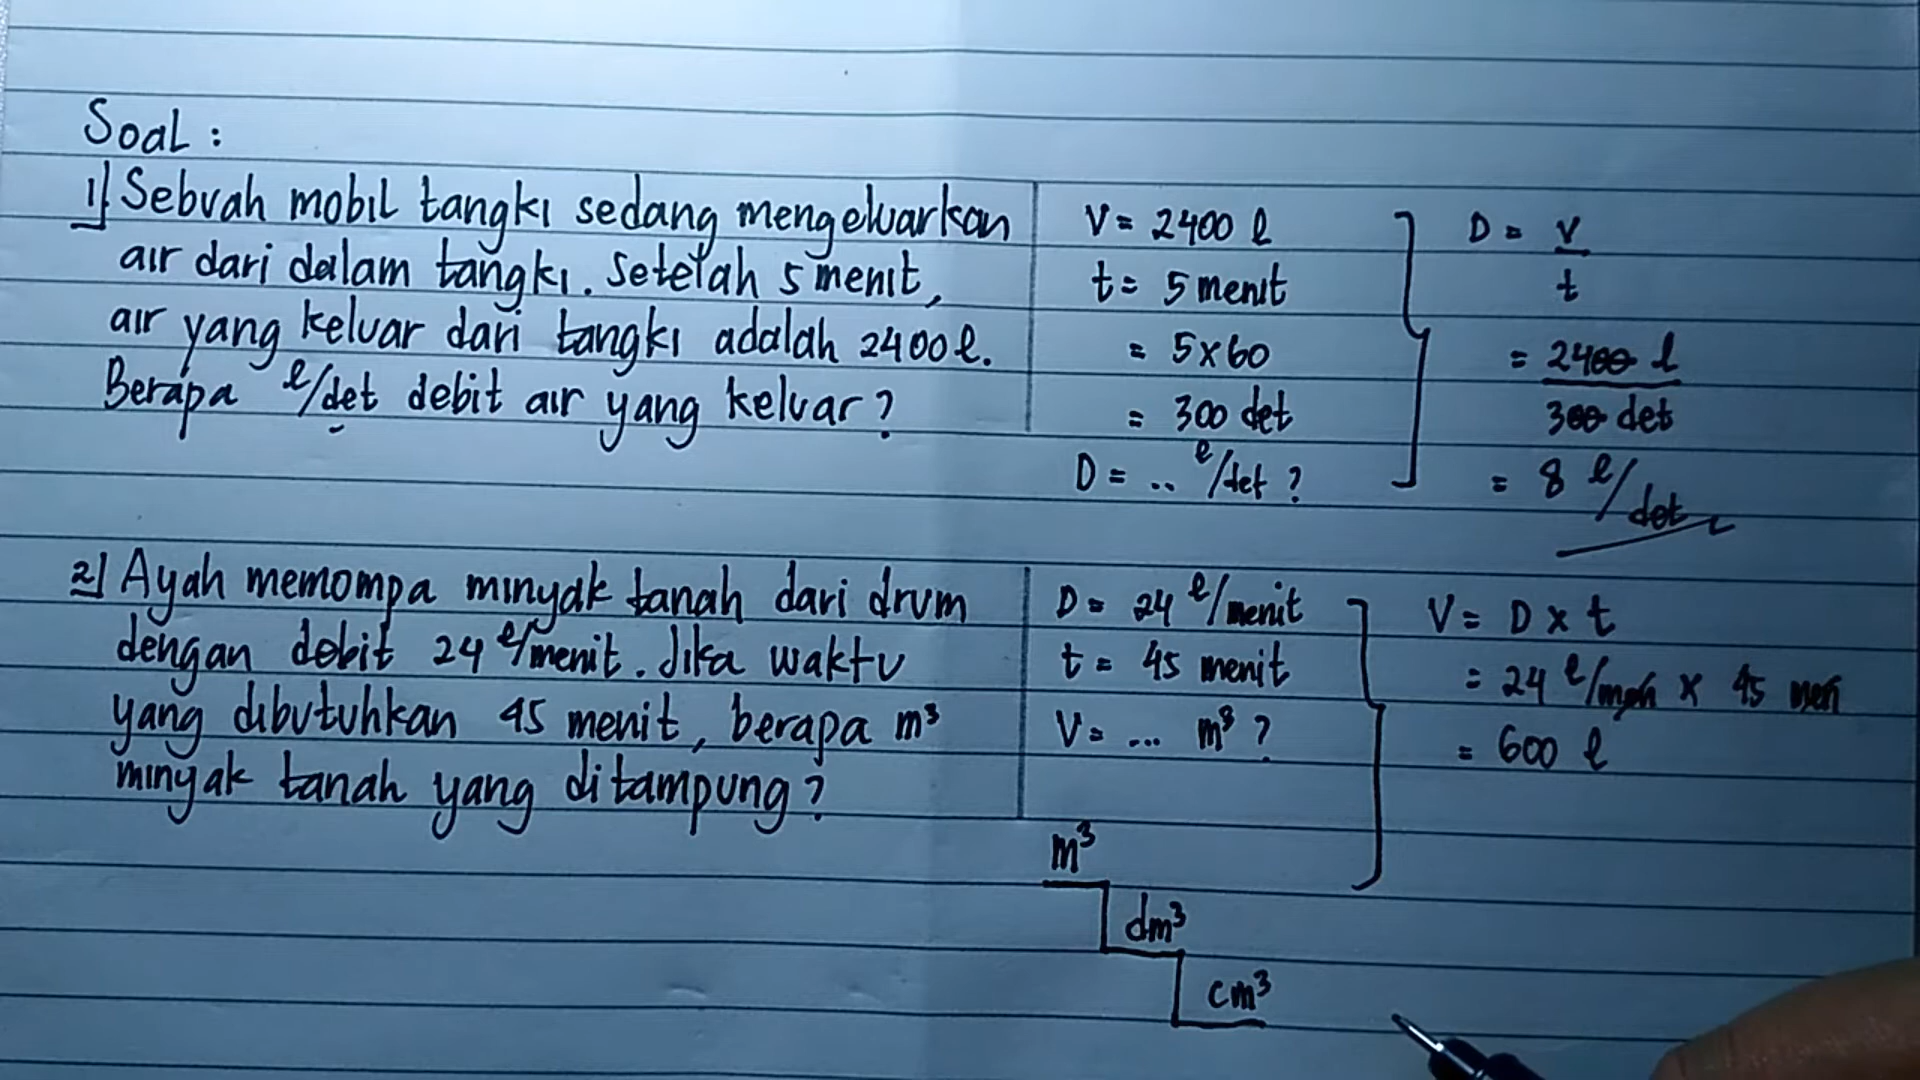 Soal :
1] Sebuah mobil tangki sedang mengeluarkan
air dari dalam tangki. Setelah 5 menit,
air yang keluar dari tangki adalah 2400 l.
Berapa l/det debit air yang keluar?
V = 2400 l
t = 5 menit
= 5 x 60
= 300 det
D = .. l/det ?
D = V
t
= 2400 l
300 det
= 8 l/det
2] Ayah memompa minyak tanah dari drum
dengan debit 24 l/menit. Jika waktu
yang dibutuhkan 45 menit, berapa m³
minyak tanah yang ditampung?
D = 24 l/menit
t = 45 menit
V = ... m³ ?
V = D x t
= 24 l/ x 45
= 600 l
m³
dm³
cm³